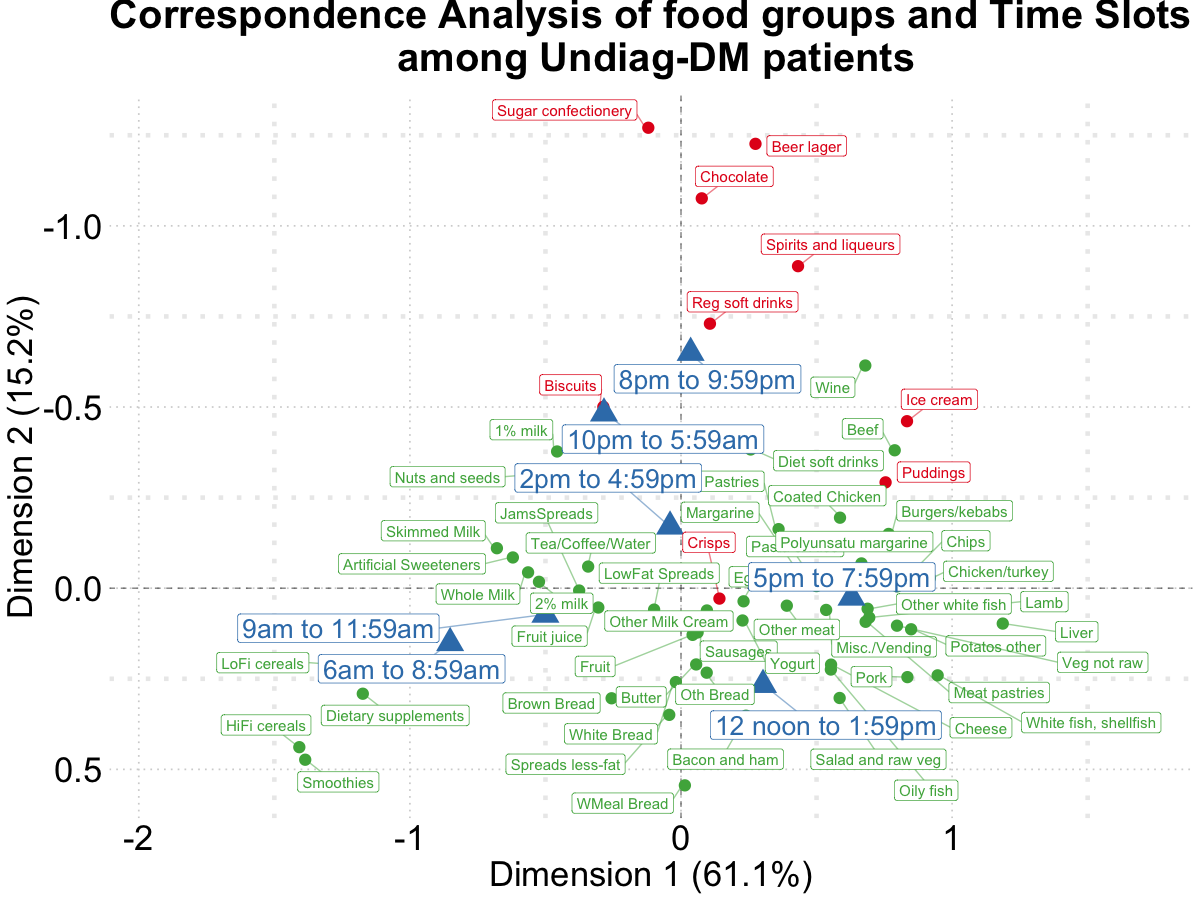 Correspondence Analysis of food groups and Time Slots
among Undiag-DM patients
Sugar confectionery
Beer lager
Chocolate
-1.0
Spirits and liqueurs
Reg soft drinks
8pm to 9:59pm
Wine
Biscuits
Ice cream
-0.5
1% milk
10pm to 5:59am
Beef
Diet soft drinks
Nuts and seeds
2pm to 4:59pm
Pastries
Puddings
Coated Chicken
JamsSpreads
Margarine
Burgers/kebabs
Skimmed Milk
Tea/Coffee/Water
Crisps
Polyunsatu margarine
Chips
Artificial Sweeteners
LowFat Spreads
5pm to 7:59pm
Chicken/turkey
0.0
Whole Milk
2% milk
Other white fish
Lamb
9am to 11:59am
Fruit juice
Other Milk Cream
Other meat
Liver
LoFi cereals
6am to 8:59am
Fruit
Sausages
Yogurt
Misc./Vending
Potatos other
Veg not raw
Dietary supplements
Brown Bread
Butter
Oth Bread
Pork
Meat pastries
HiFi cereals
White Bread
12 noon to 1:59pm
Cheese
White fish, shellfish
0.5
Smoothies
Spreads less-fat
Bacon and ham
Salad and raw veg
WMeal Bread
Oily fish
-2
-1
0
1
Dimension 1 (61.1%)
Dimension 2 (15.2%)